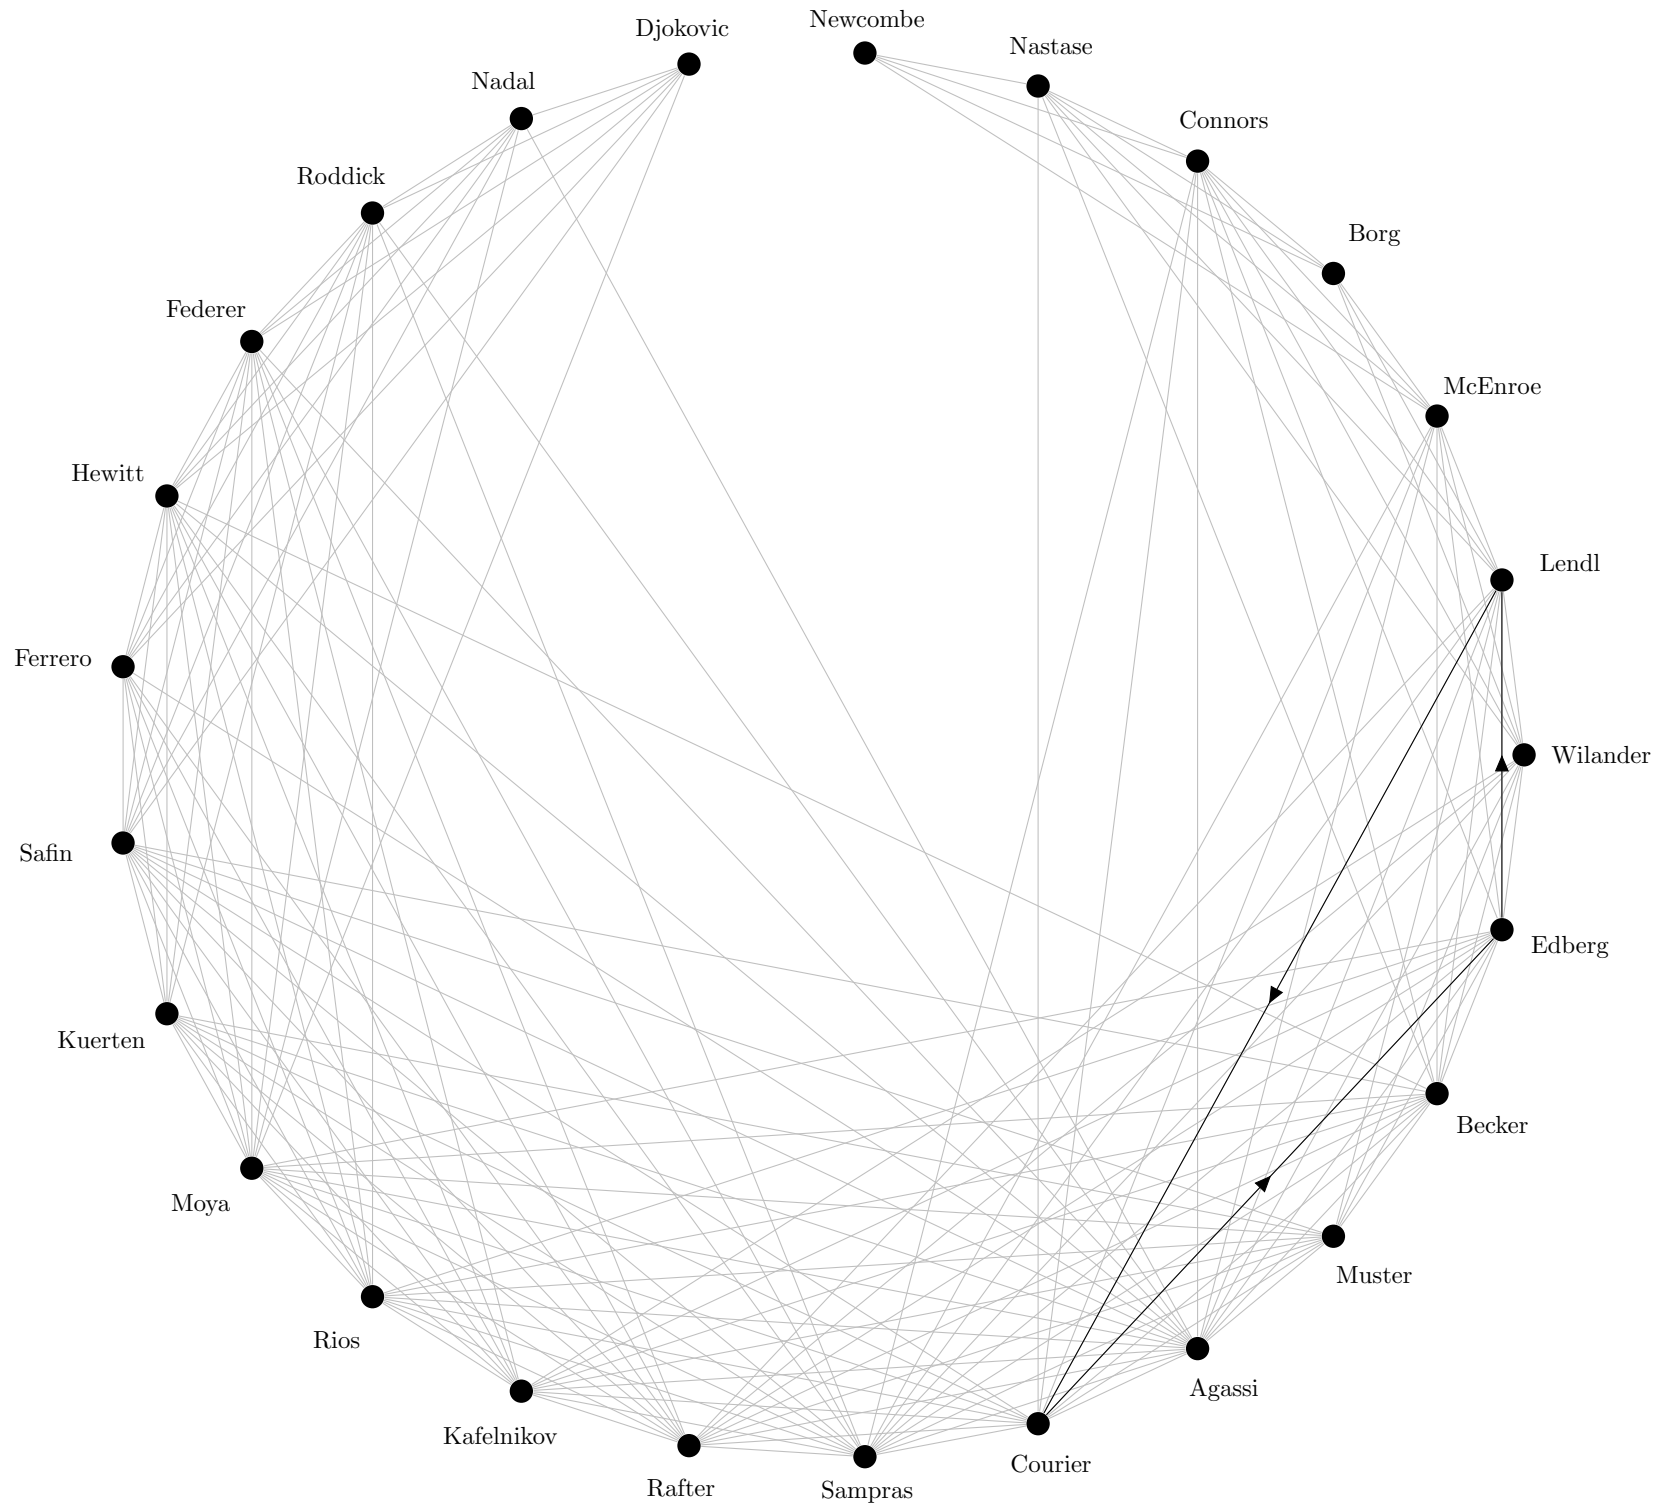 Newcombe
Djokovic
Nastase
Nadal
Connors
Roddick
Borg
Federer
McEnroe
Hewitt
Lendl
Ferrero
Wilander
Safin
Edberg
Kuerten
Becker
Moya
Muster
Rios
Agassi
Kafelnikov
Courier
Rafter
Sampras